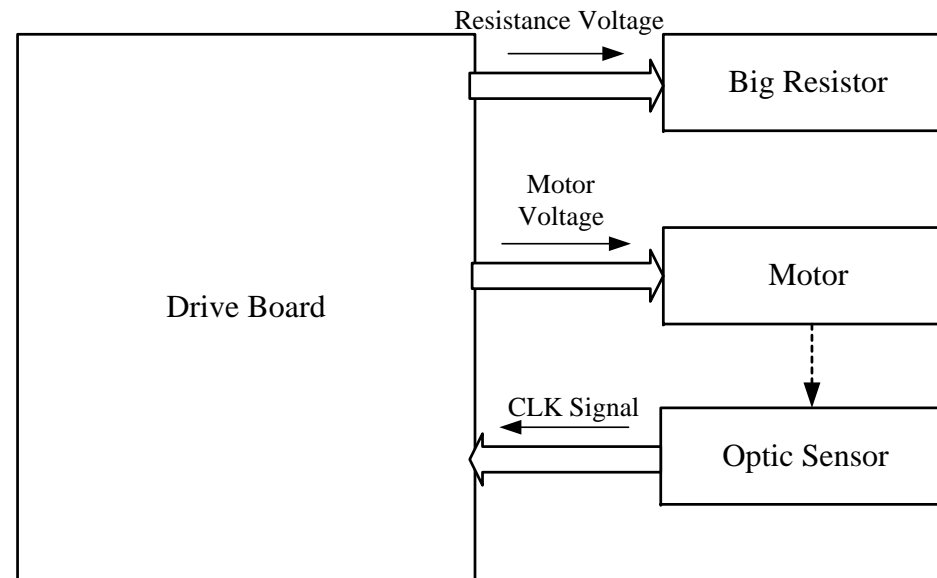 Resistance Voltage
Big Resistor
Motor
Voltage
Motor
Drive Board
CLK Signal
Optic Sensor